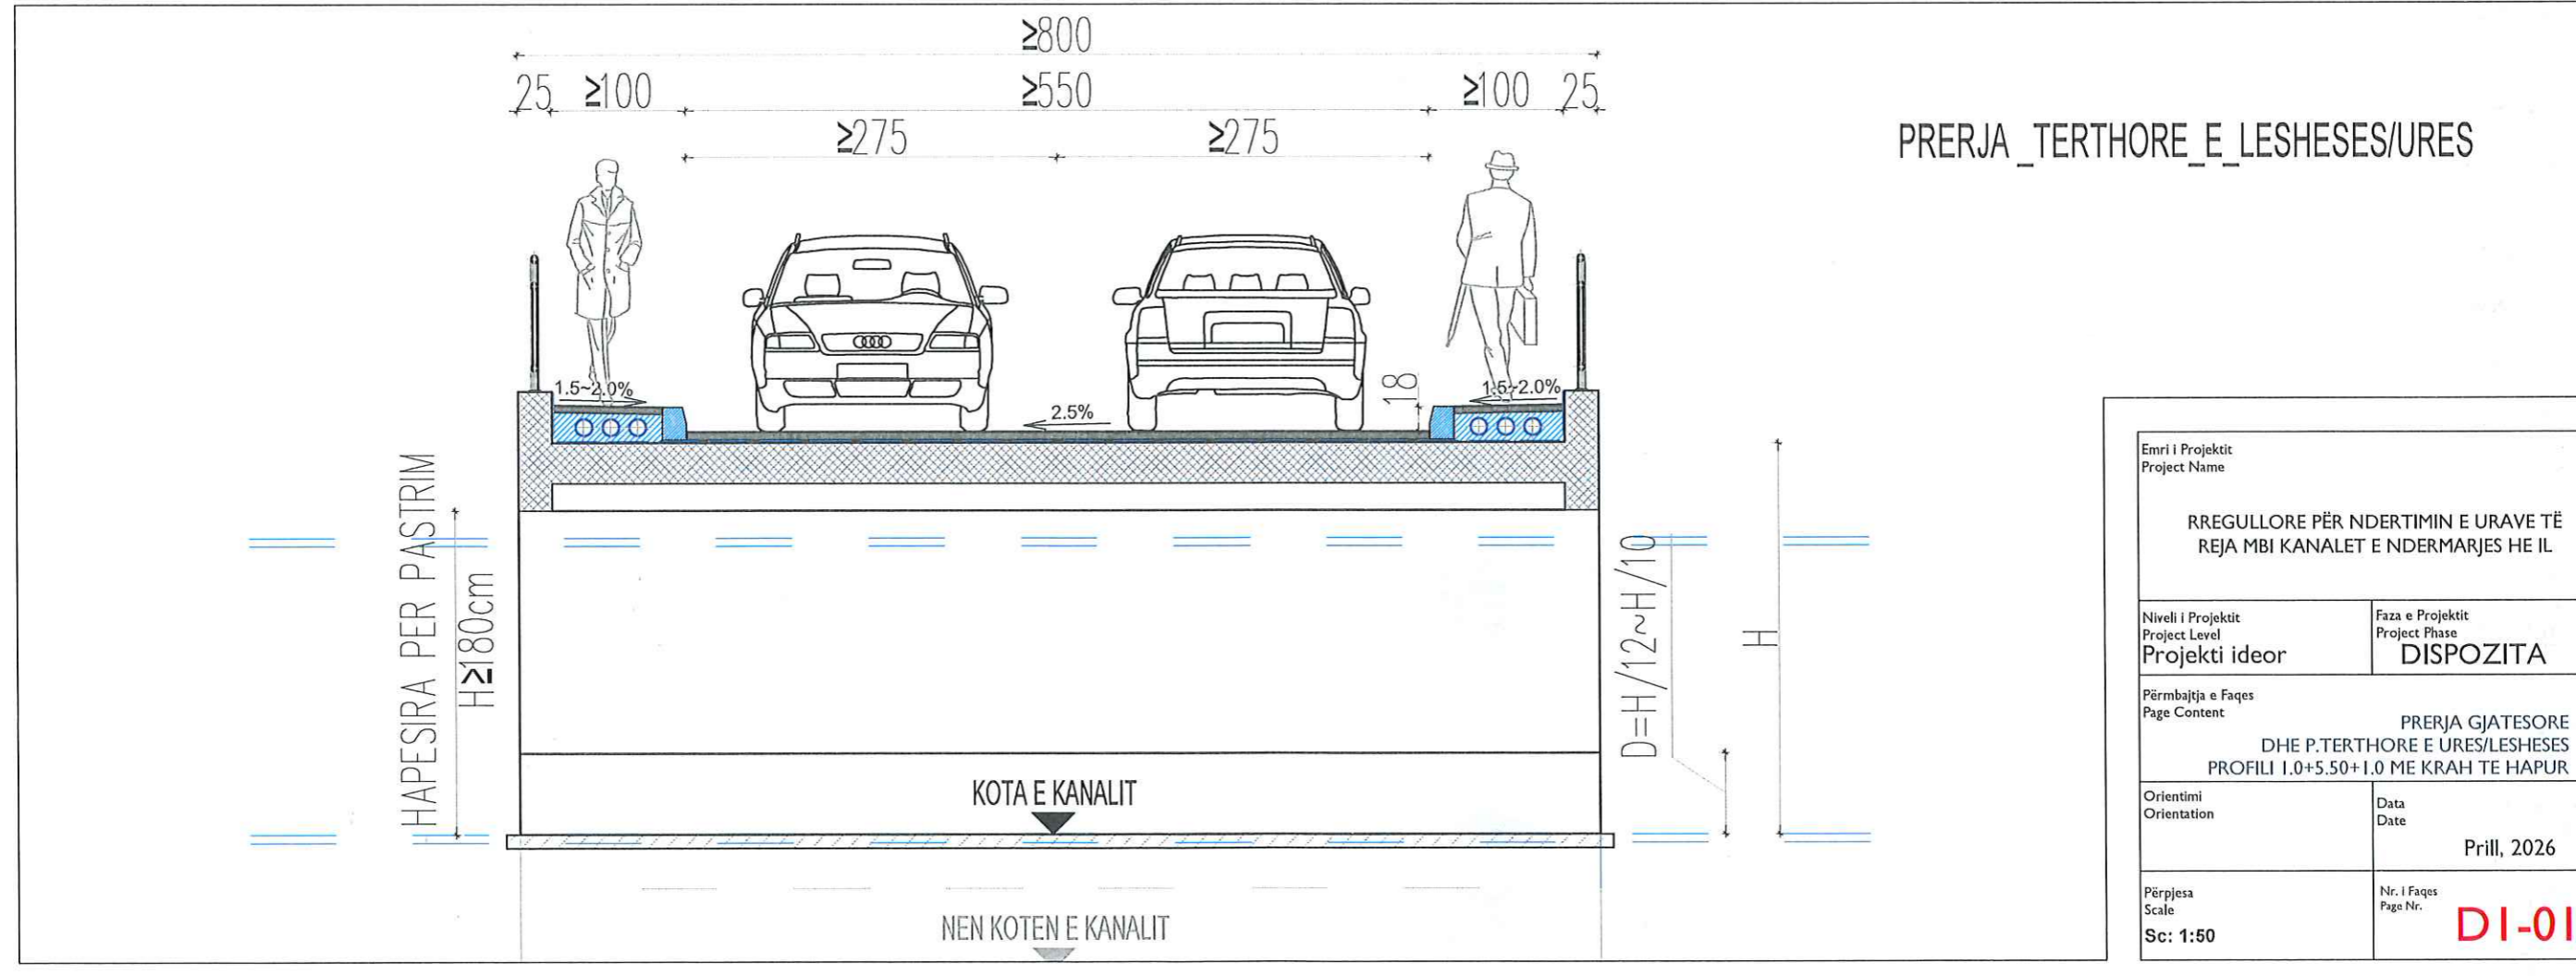 ≥800
25 ≥100 ≥550 ≥100 25
≥275 ≥275
PRERJA _TERTHORE_E_LESHESES/URES
1.5~2.0%
2.5%
18
1.5~2.0%
HAPESIRA PER PASTRIM
H≥180cm
D=H/12~H/10
H
KOTA E KANALIT
NEN KOTEN E KANALIT
Emri i Projektit
Project Name
RREGULLORE PËR NDERTIMIN E URAVE TË
REJA MBI KANALET E NDERMARJES HE IL
Niveli i Projektit
Project Level
Projekti ideor
Faza e Projektit
Project Phase
DISPOZITA
Përmbajtja e Faqes
Page Content
PRERJA GJATESORE
DHE P.TERTHORE E URES/LESHESES
PROFILI 1.0+5.50+1.0 ME KRAH TE HAPUR
Orientimi
Orientation
Data
Date
Prill, 2026
Përpjesa
Scale
Sc: 1:50
Nr. i Faqes
Page Nr.
D1-01